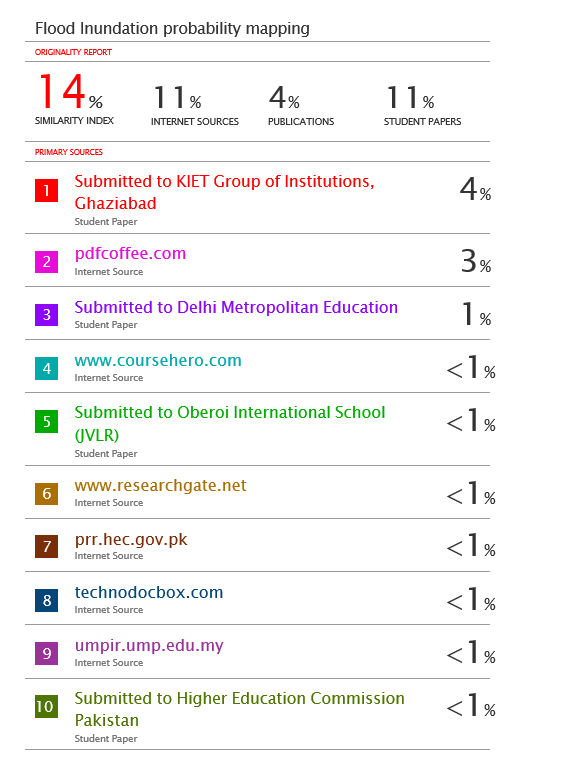 Flood Inundation probability mapping
ORIGINALITY REPORT
14% 11% 4% 11%
SIMILARITY INDEX INTERNET SOURCES PUBLICATIONS STUDENT PAPERS
PRIMARY SOURCES
1 Submitted to KIET Group of Institutions, 4%
Ghaziabad
Student Paper
2 pdfcoffee.com 3%
Internet Source
3 Submitted to Delhi Metropolitan Education 1%
Student Paper
4 www.coursehero.com <1%
Internet Source
5 Submitted to Oberoi International School <1%
(JVLR)
Student Paper
6 www.researchgate.net <1%
Internet Source
7 prr.hec.gov.pk <1%
Internet Source
8 technodocbox.com <1%
Internet Source
9 umpir.ump.edu.my <1%
Internet Source
10 Submitted to Higher Education Commission <1%
Pakistan
Student Paper